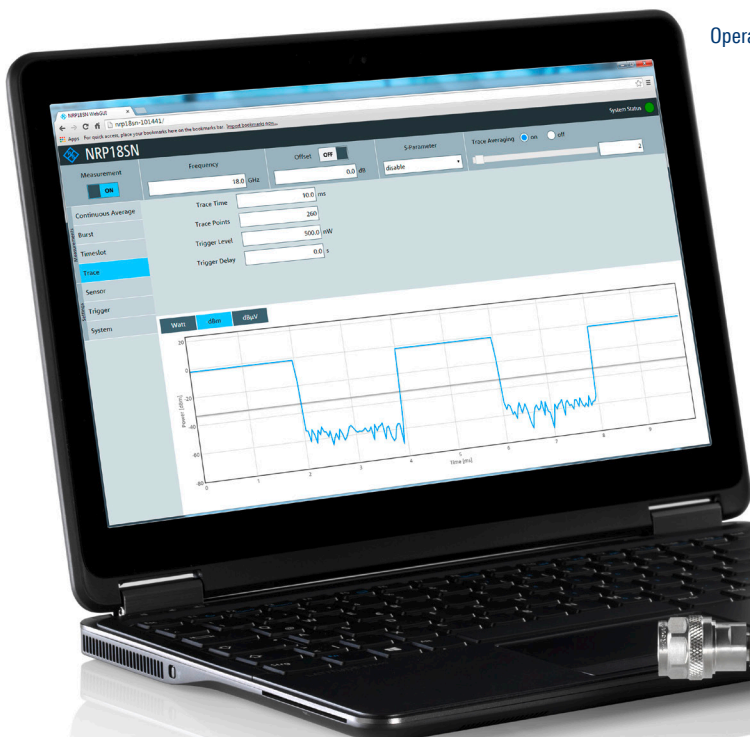 Opera
NRP18SN WebGUI
nrp18sn-101441/
Apps For quick access, place your bookmarks here on the bookmarks bar. Import bookmarks now...
NRP18SN
System Status
Measurement
ON
Frequency
18.0 GHz
Offset OFF
0.0 dB
S-Parameter
disable
Trace Averaging on off
2
Measurements
Continuous Average
Burst
Timeslot
Trace
Settings
Sensor
Trigger
System
Trace Time 10.0 ms
Trace Points 260
Trigger Level 500.0 nW
Trigger Delay 0.0 s
Watt dBm dBµV
Power [dBm]
20
0
-20
-40
-60
-80
0 1 2 3 4 5 6 7 8 9
Time [ms]